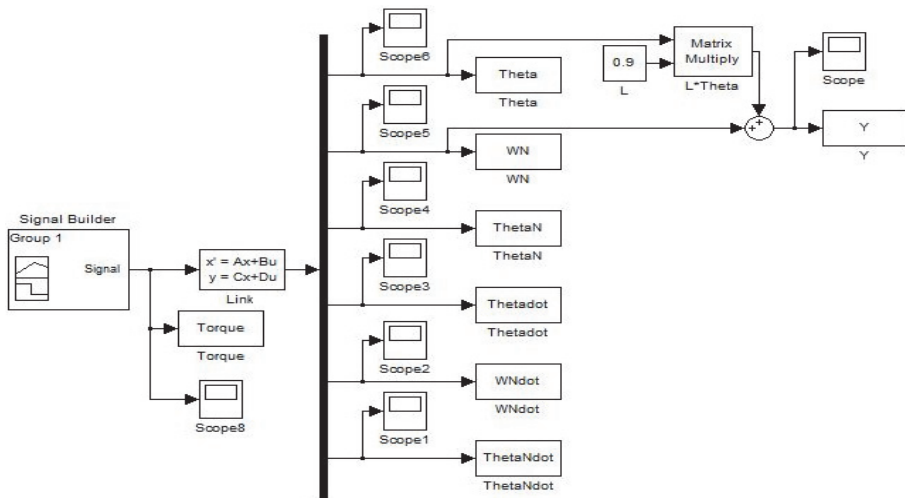 Signal Builder
Group 1
Signal
x' = Ax+Bu
y = Cx+Du
Link
Torque
Torque
Scope8
Scope6
Theta
Theta
Scope5
WN
WN
Scope4
ThetaN
ThetaN
Scope3
Thetadot
Thetadot
Scope2
WNdot
WNdot
Scope1
ThetaNdot
ThetaNdot
0.9
L
Matrix
Multiply
L*Theta
+
+
Scope
Y
Y